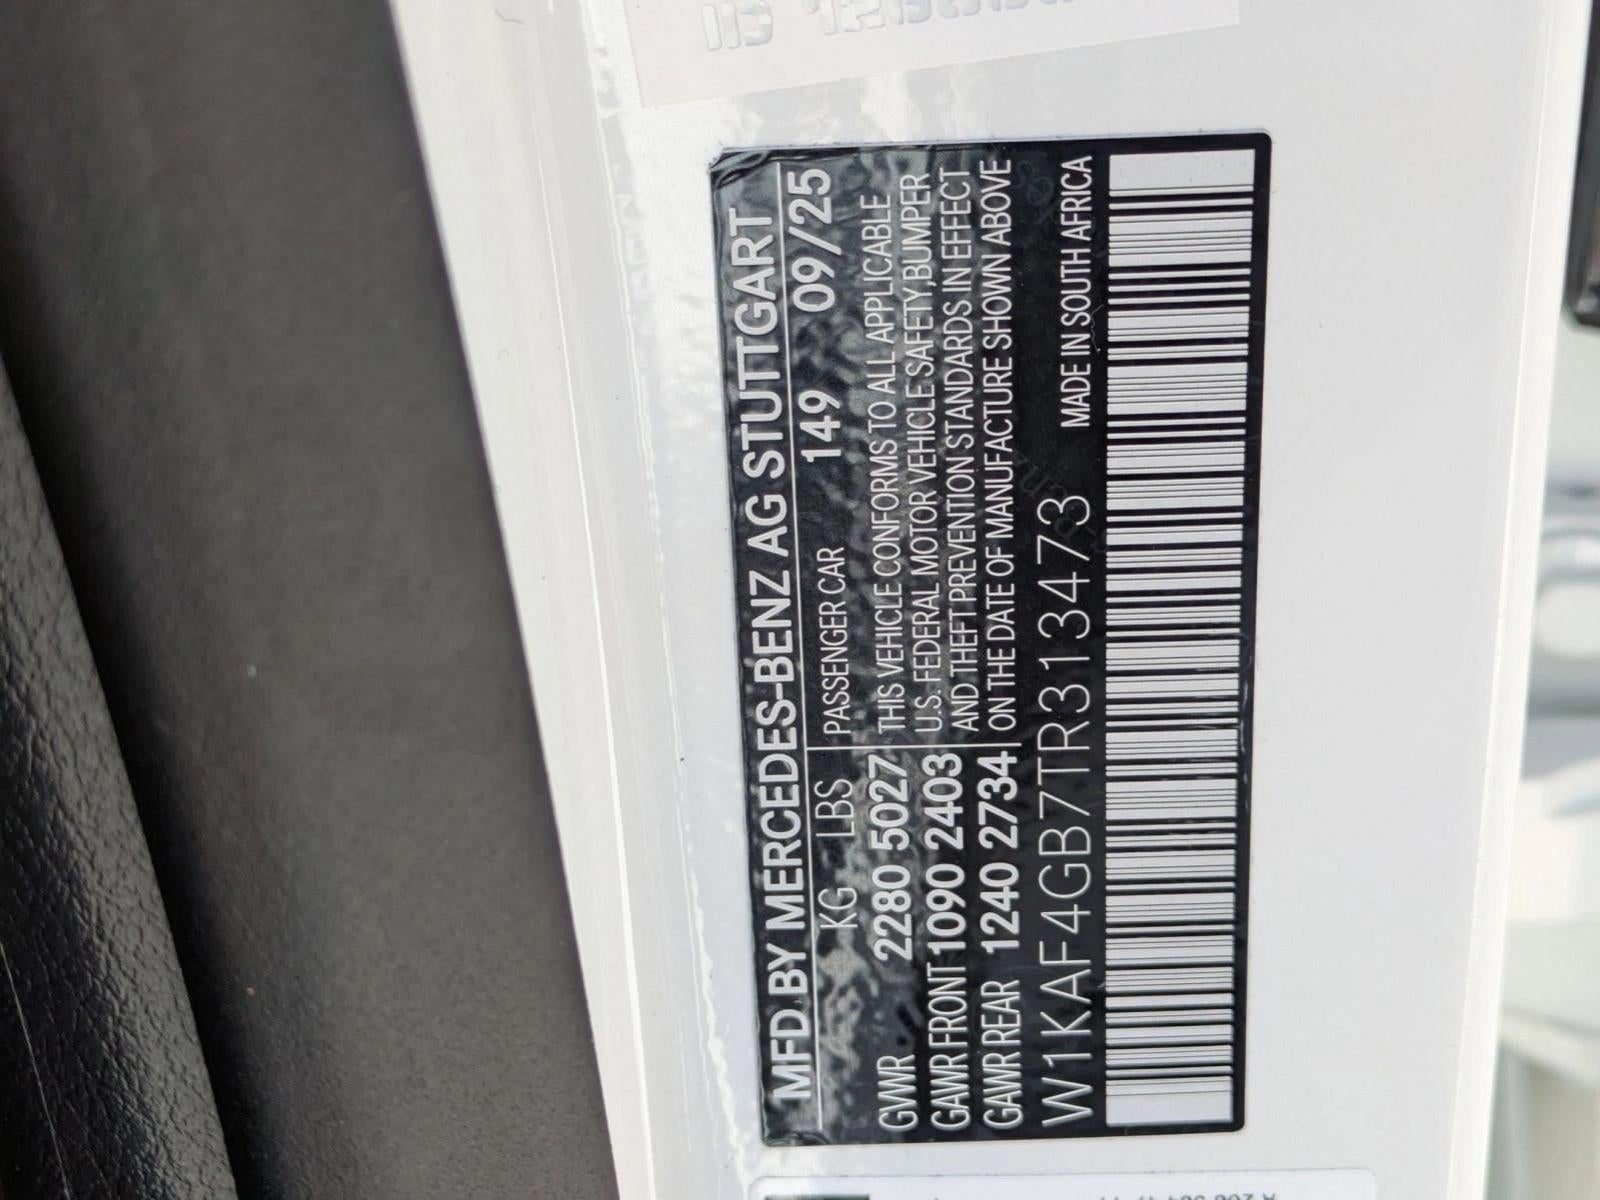 MFD BY MERCEDES-BENZ AG STUTTGART
KG LBS PASSENGER CAR 149 09/25
GVWR 2280 5027 THIS VEHICLE CONFORMS TO ALL APPLICABLE
GAWR FRONT 1090 2403 U.S. FEDERAL MOTOR VEHICLE SAFETY, BUMPER
GAWR REAR 1240 2734 AND THEFT PREVENTION STANDARDS IN EFFECT
ON THE DATE OF MANUFACTURE SHOWN ABOVE
W1KAF4GB7TR313473 MADE IN SOUTH AFRICA